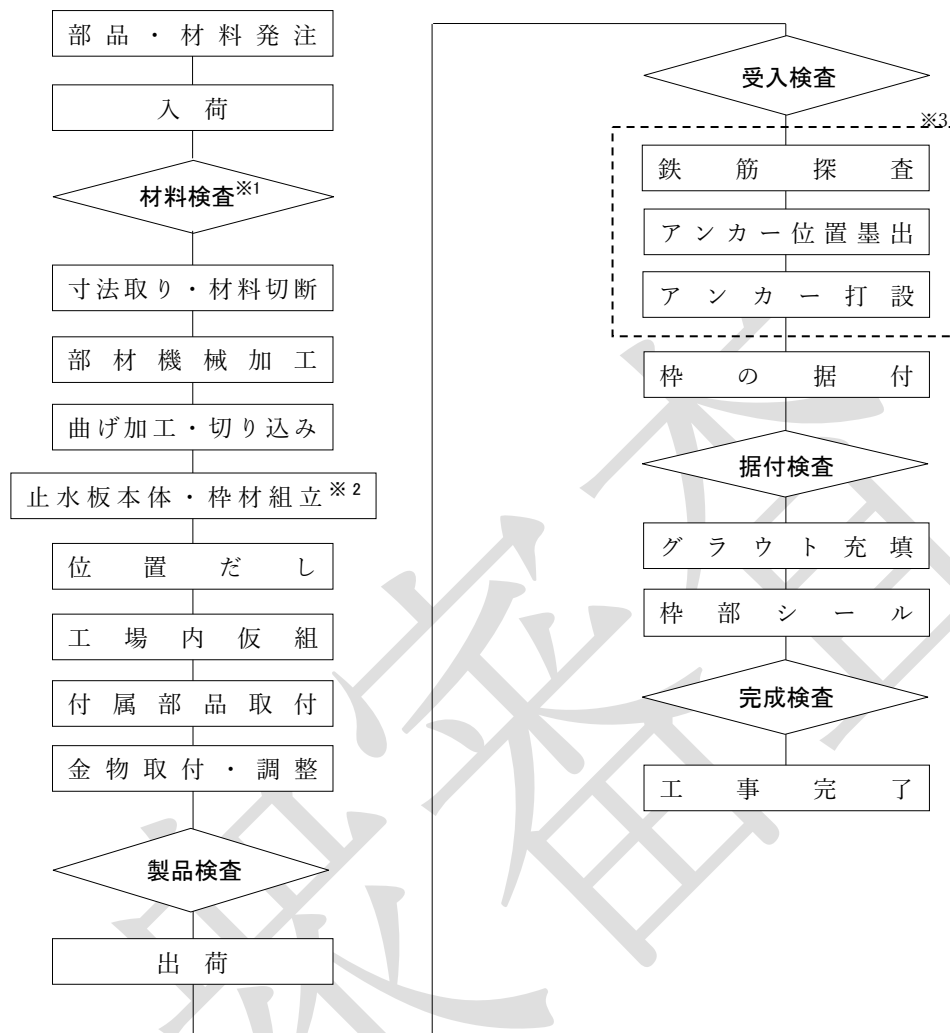 部品・材料発注
入荷
材料検査※1
寸法取り・材料切断
部材機械加工
曲げ加工・切り込み
止水板本体・枠材組立※2
位置だし
工場内仮組
付属部品取付
金物取付・調整
製品検査
出荷
受入検査
※3
鉄筋探査
アンカー位置墨出
アンカー打設
枠の据付
据付検査
グラウト充填
枠部シール
完成検査
工事完了